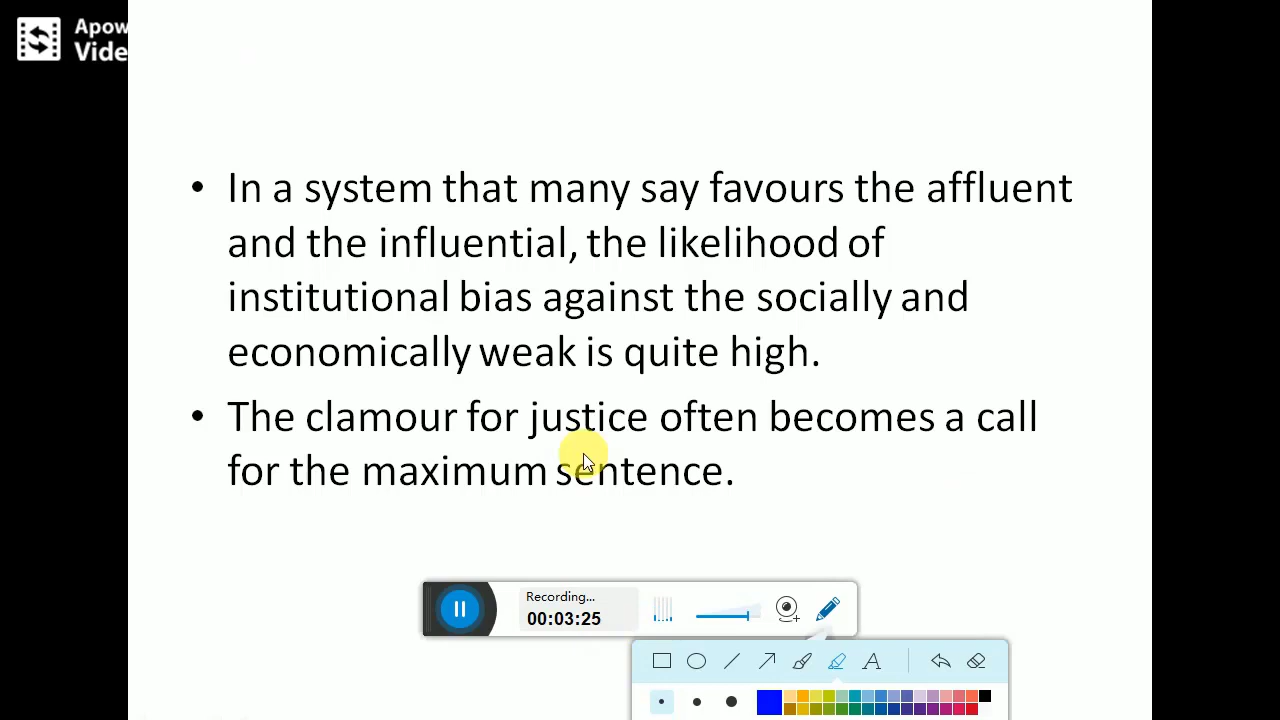 Apow
Vide
• In a system that many say favours the affluent
and the influential, the likelihood of
institutional bias against the socially and
economically weak is quite high.
• The clamour for justice often becomes a call
for the maximum sentence.
Recording...
00:03:25
A